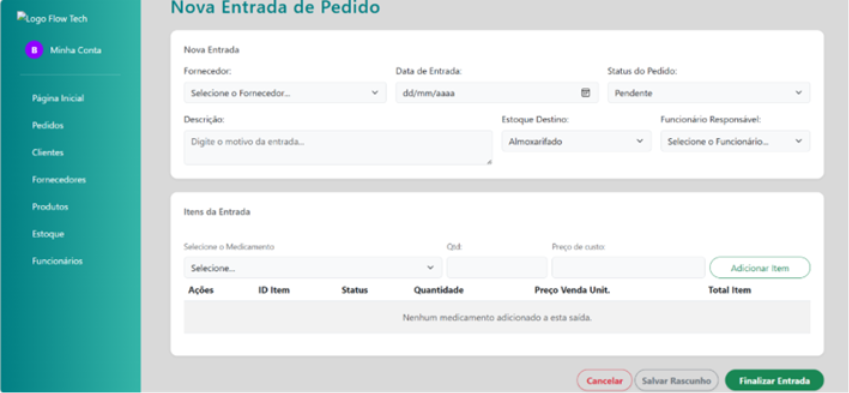 Logo Flow Tech
B Minha Conta
Página Inicial
Pedidos
Clientes
Fornecedores
Produtos
Estoque
Funcionários
Nova Entrada de Pedido
Nova Entrada
Fornecedor: Data de Entrada: Status do Pedido:
Selecione o Fornecedor... dd/mm/aaaa Pendente
Descrição: Estoque Destino: Funcionário Responsável:
Digite o motivo da entrada... Almoxarifado Selecione o Funcionário...
Itens da Entrada
Selecione o Medicamento Qtd: Preço de custo:
Selecione... Adicionar Item
Ações ID Item Status Quantidade Preço Venda Unit. Total Item
Nenhum medicamento adicionado a esta saída.
Cancelar Salvar Rascunho Finalizar Entrada